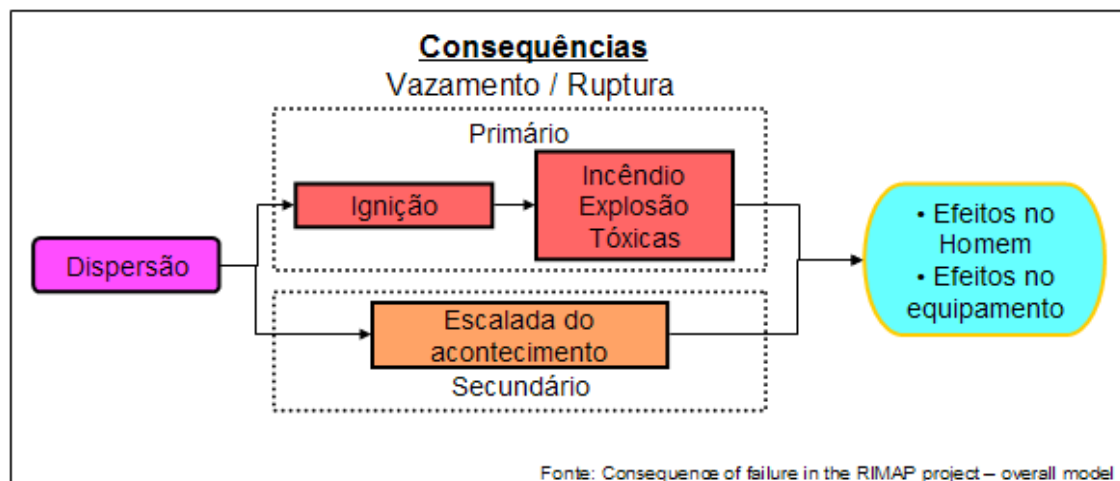 Consequências
Vazamento / Ruptura
Primário
Ignição
Incêndio
Explosão
Tóxicas
Dispersão
Escalada do
acontecimento
Secundário
• Efeitos no
Homem
• Efeitos no
equipamento
Fonte: Consequence of failure in the RIMAP project – overall model